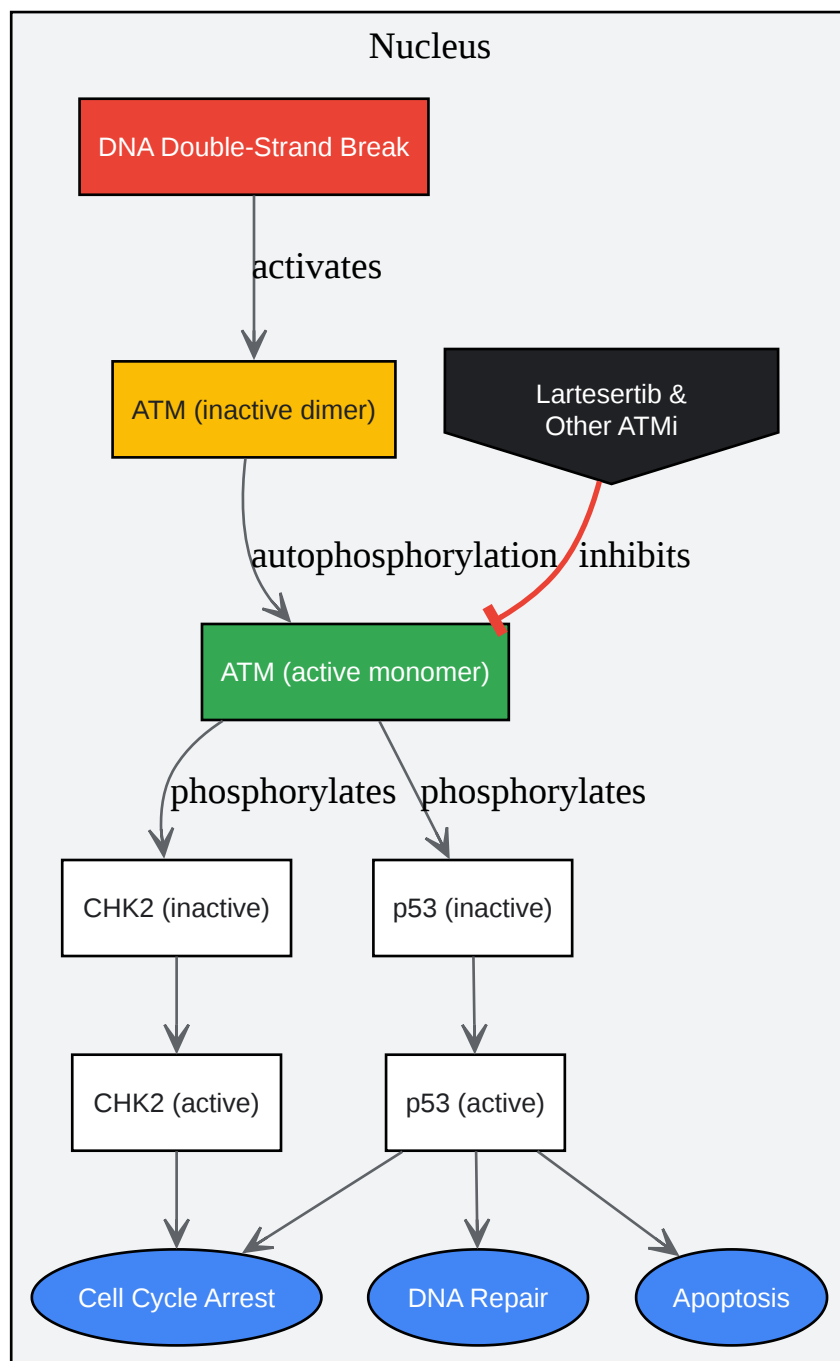 Nucleus
DNA Double-Strand Break
activates
ATM (inactive dimer)
Lartesertib &
Other ATMi
autophosphorylation
inhibits
ATM (active monomer)
phosphorylates
phosphorylates
CHK2 (inactive)
p53 (inactive)
CHK2 (active)
p53 (active)
Cell Cycle Arrest
DNA Repair
Apoptosis